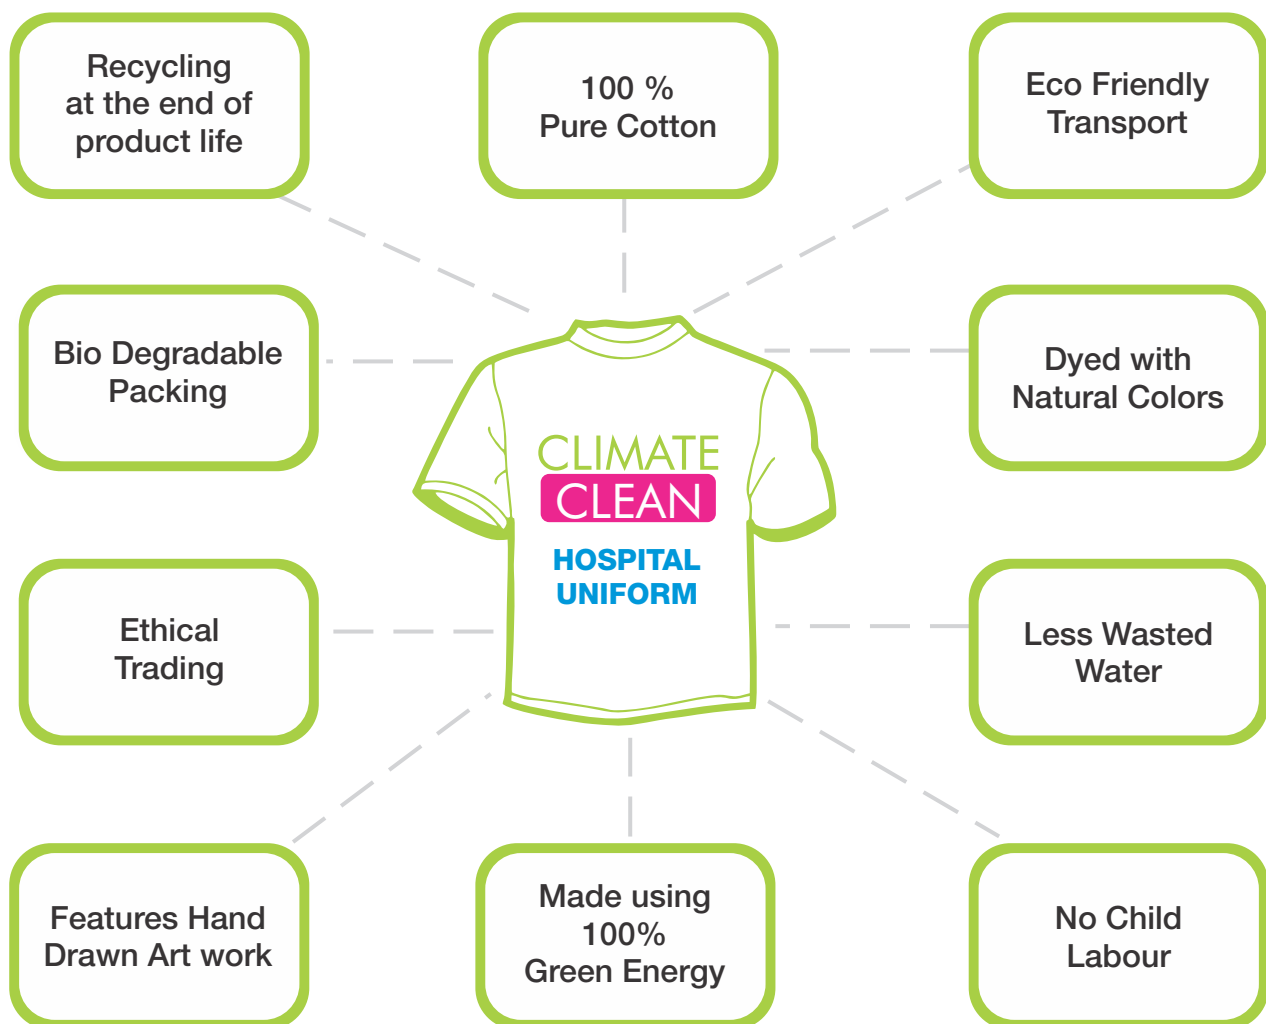 Recycling
at the end of
product life
100 %
Pure Cotton
Eco Friendly
Transport
Bio Degradable
Packing
Dyed with
Natural Colors
CLIMATE
CLEAN
HOSPITAL
UNIFORM
Ethical
Trading
Less Wasted
Water
Features Hand
Drawn Art work
Made using
100%
Green Energy
No Child
Labour